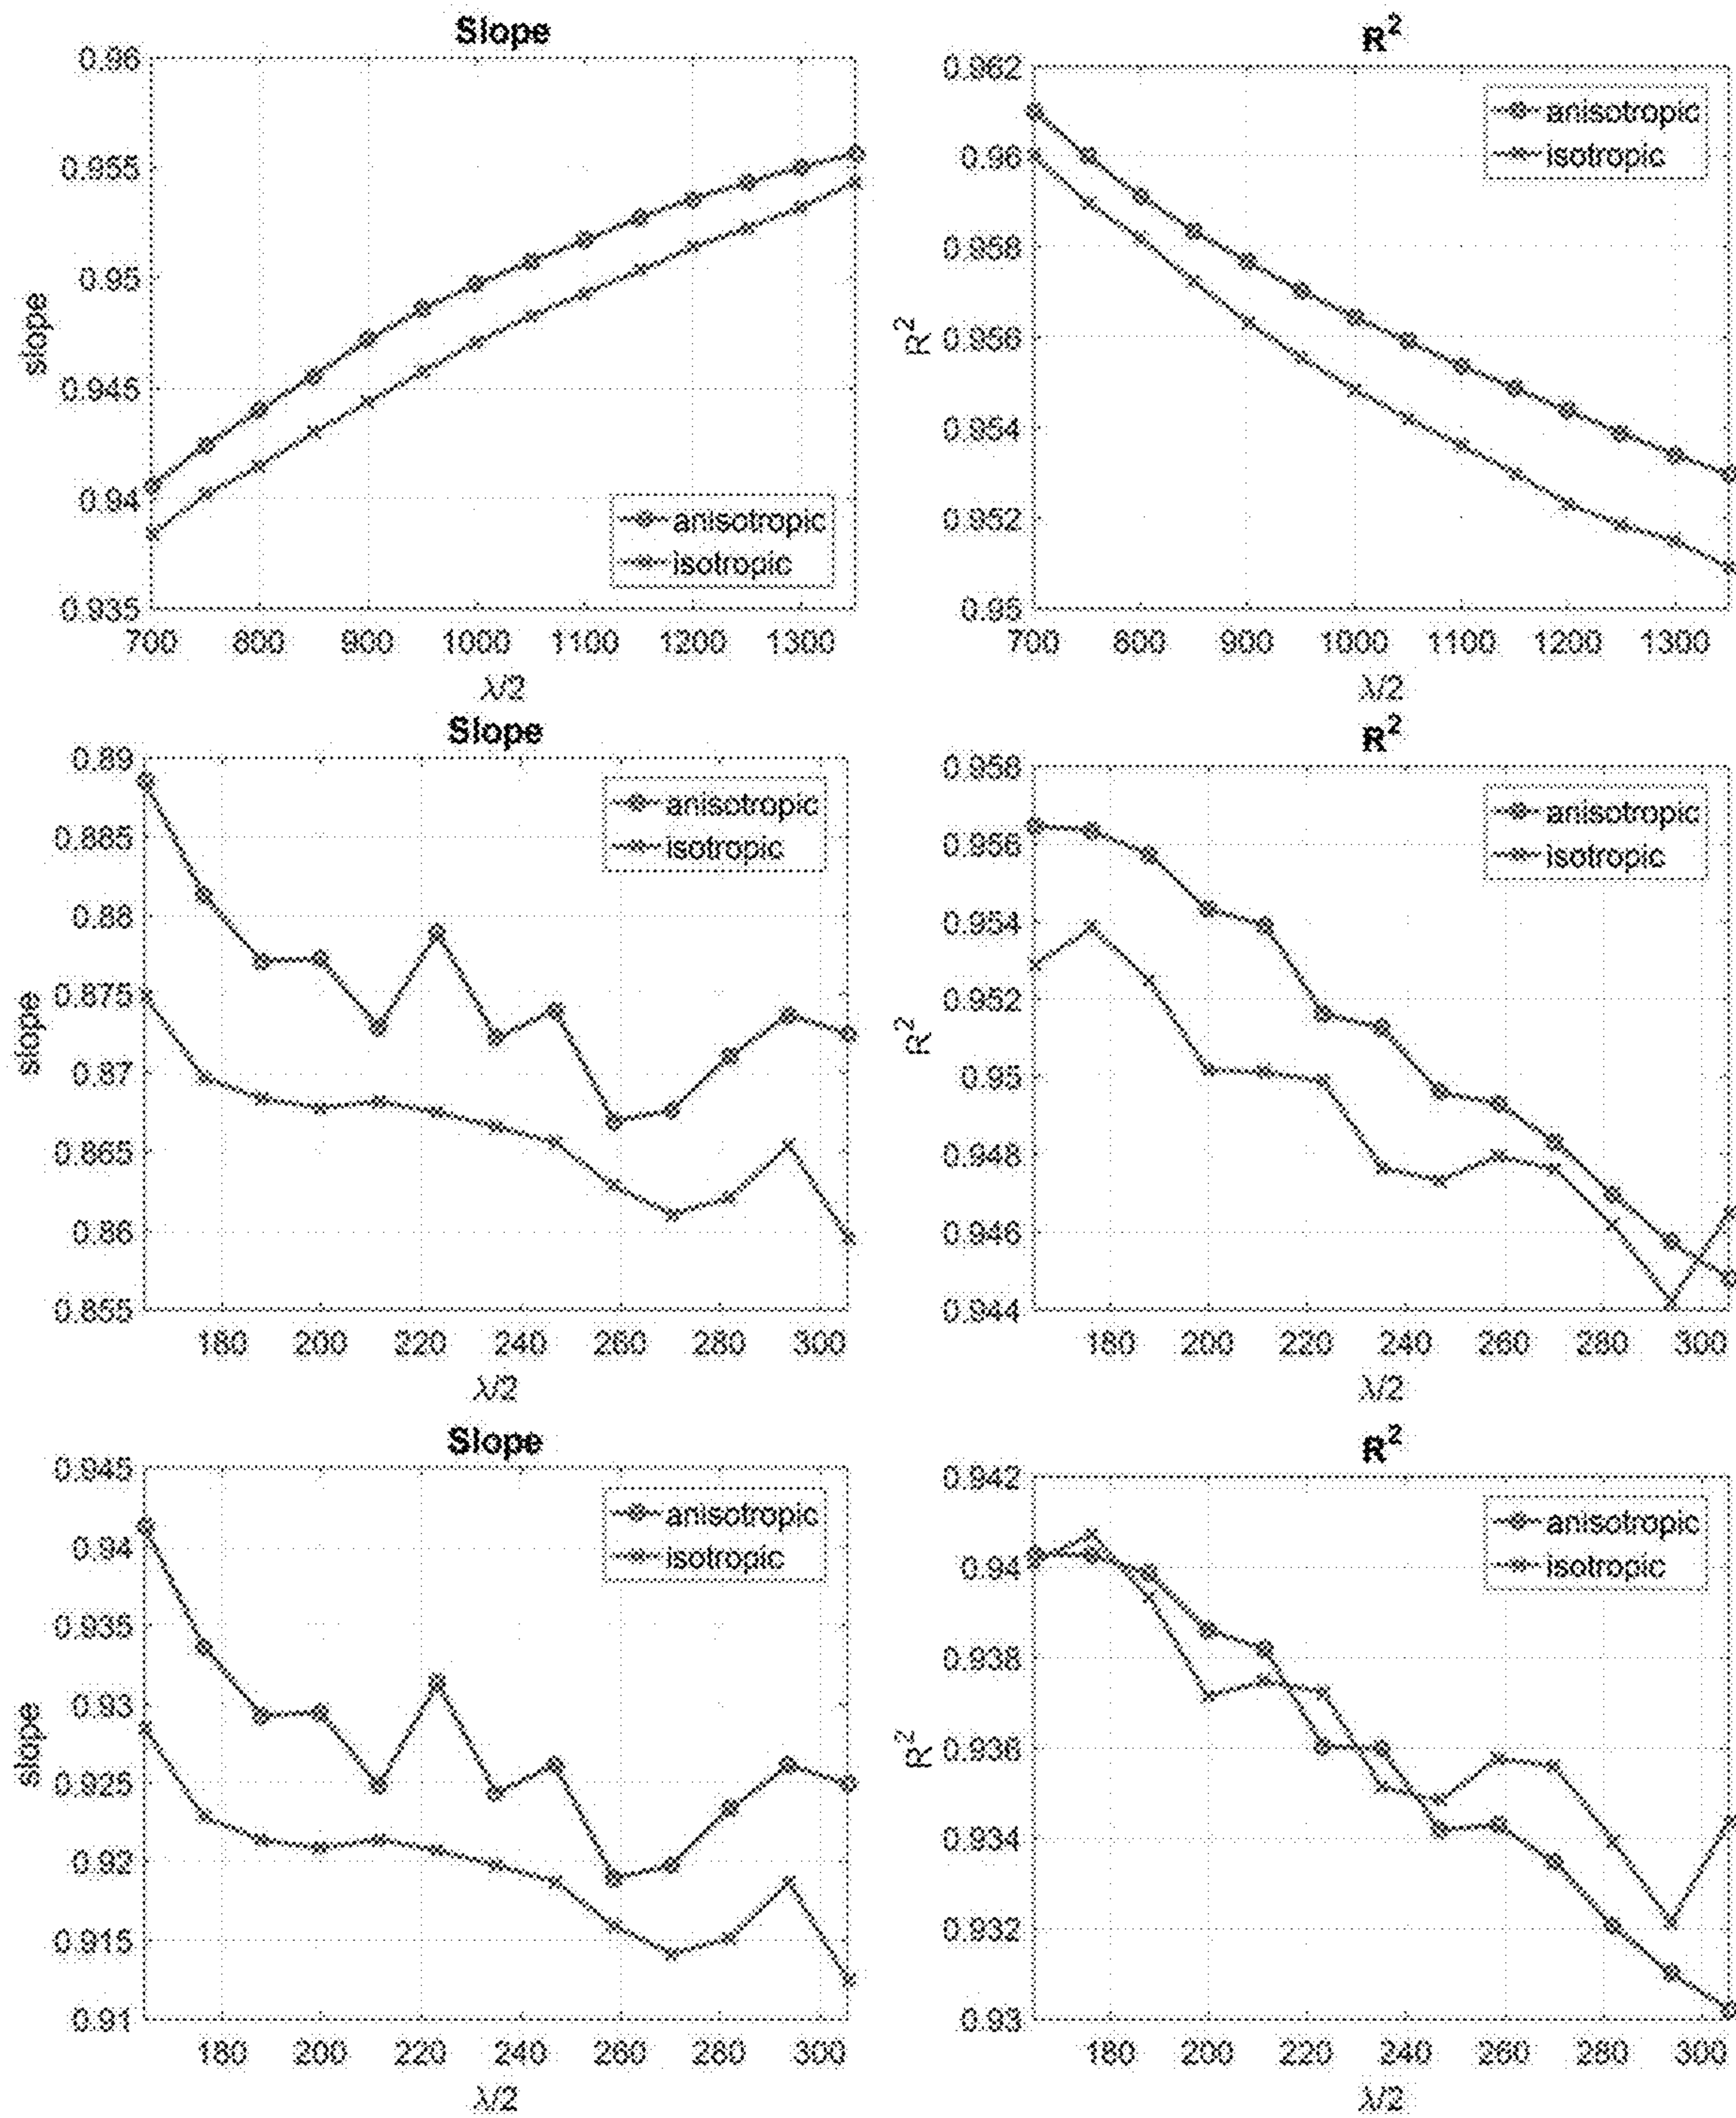 Slope
0.96
0.955
0.95
0.945
0.94
0.935
slope
anisotropic
isotropic
700 800 900 1000 1100 1200 1300
λ/2
R²
0.962
0.96
0.958
0.956
0.954
0.952
0.95
R²
anisotropic
isotropic
700 800 900 1000 1100 1200 1300
λ/2
Slope
0.89
0.885
0.88
0.875
0.87
0.865
0.86
0.855
slope
anisotropic
isotropic
180 200 220 240 260 280 300
λ/2
R²
0.958
0.956
0.954
0.952
0.95
0.948
0.946
0.944
R²
anisotropic
isotropic
180 200 220 240 260 280 300
λ/2
Slope
0.945
0.94
0.935
0.93
0.925
0.92
0.915
0.91
slope
anisotropic
isotropic
180 200 220 240 260 280 300
λ/2
R²
0.942
0.94
0.938
0.936
0.934
0.932
0.93
R²
anisotropic
isotropic
180 200 220 240 260 280 300
λ/2